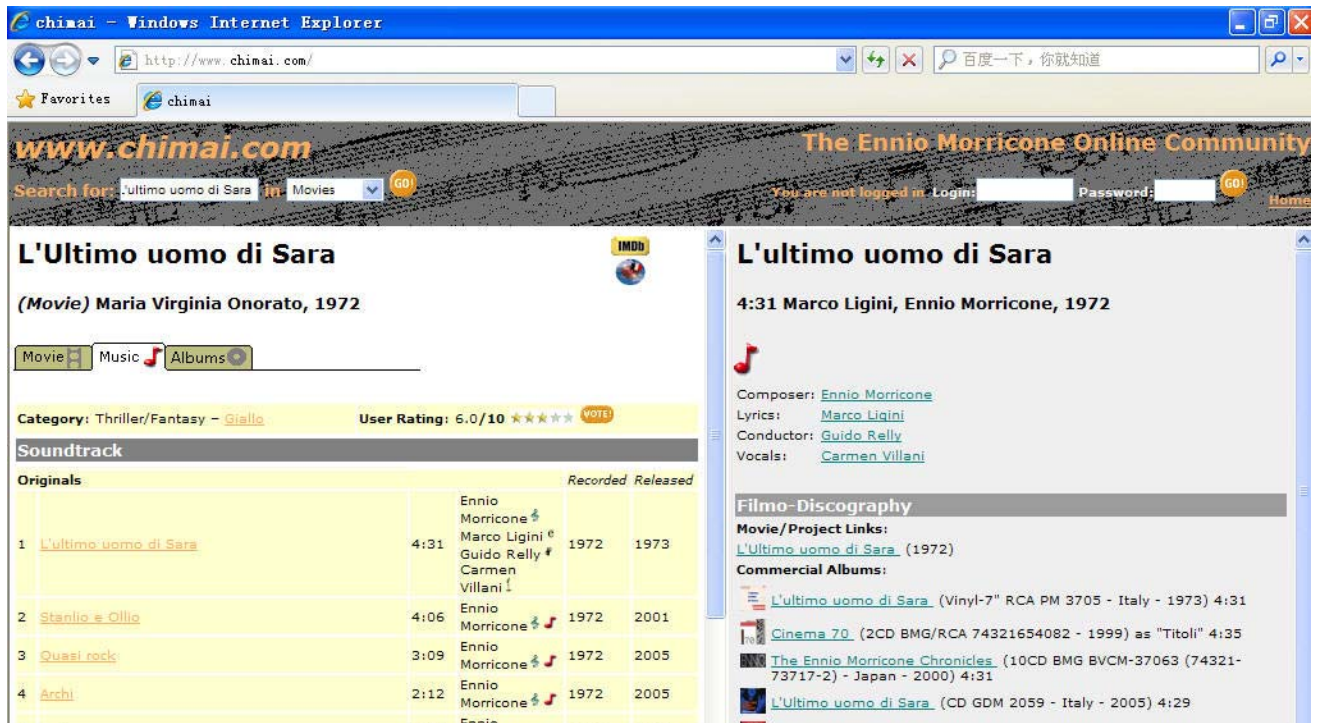 chimai - Windows Internet Explorer
http://www.chimai.com/
百度一下，你就知道
Favorites chimai
www.chimai.com
The Ennio Morricone Online Community
Search for: L'ultimo uomo di Sara in Movies GO!
You are not logged in Login: Password: GO!
Home
L'Ultimo uomo di Sara
IMDb
(Movie) Maria Virginia Onorato, 1972
Movie Music Albums
Category: Thriller/Fantasy – Giallo User Rating: 6.0/10 VOTE!
Soundtrack
Originals Recorded Released
1 L'ultimo uomo di Sara 4:31 Ennio Morricone Marco Ligini Guido Relly Carmen Villani 1972 1973
2 Stanlio e Ollio 4:06 Ennio Morricone 1972 2001
3 Quasi rock 3:09 Ennio Morricone 1972 2005
4 Archi 2:12 Ennio Morricone 1972 2005
Ennio
L'ultimo uomo di Sara
4:31 Marco Ligini, Ennio Morricone, 1972
Composer: Ennio Morricone
Lyrics: Marco Ligini
Conductor: Guido Relly
Vocals: Carmen Villani
Filmo-Discography
Movie/Project Links:
L'Ultimo uomo di Sara (1972)
Commercial Albums:
L'ultimo uomo di Sara (Vinyl-7" RCA PM 3705 - Italy - 1973) 4:31
Cinema 70 (2CD BMG/RCA 74321654082 - 1999) as "Titoli" 4:35
The Ennio Morricone Chronicles (10CD BMG BVCM-37063 (74321-
73717-2) - Japan - 2000) 4:31
L'Ultimo uomo di Sara (CD GDM 2059 - Italy - 2005) 4:29